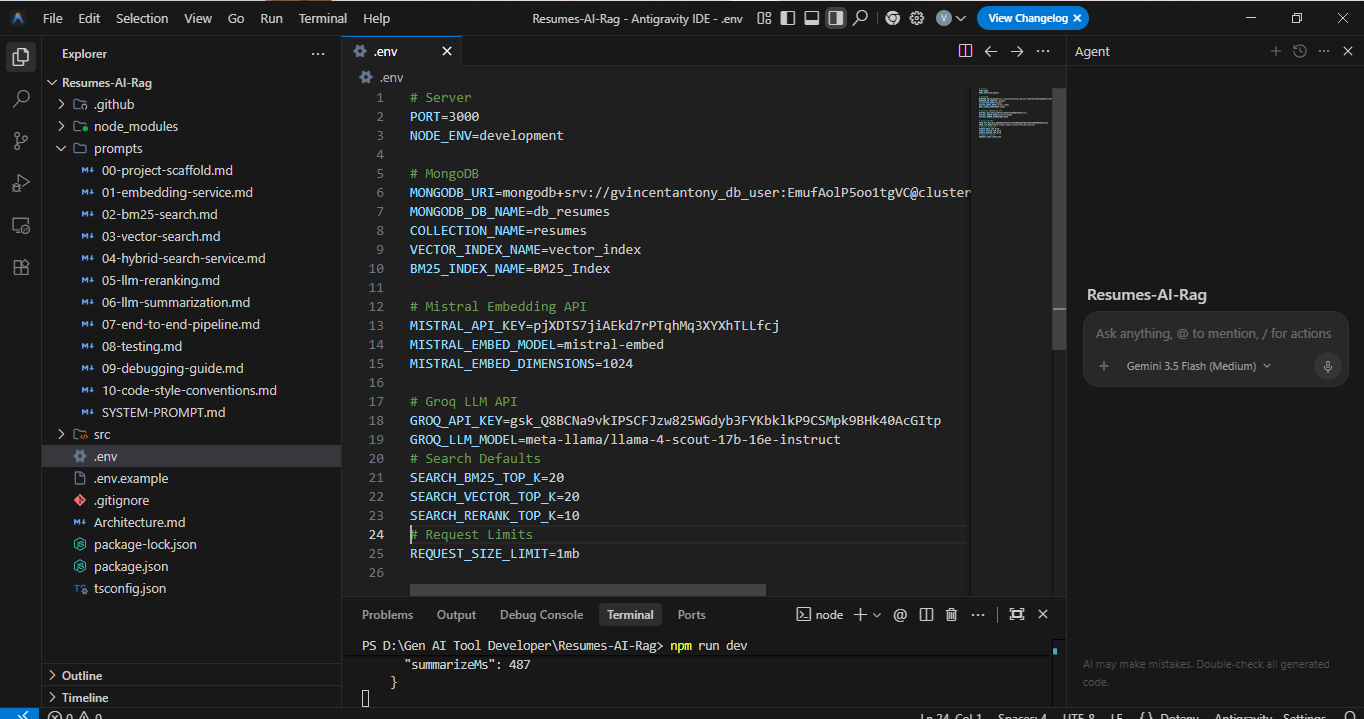 File Edit Selection View Go Run Terminal Help Resumes-AI-Rag - Antigravity IDE - .env V View Changelog
Explorer
Resumes-AI-Rag
.github
node_modules
prompts
00-project-scaffold.md
01-embedding-service.md
02-bm25-search.md
03-vector-search.md
04-hybrid-search-service.md
05-llm-reranking.md
06-llm-summarization.md
07-end-to-end-pipeline.md
08-testing.md
09-debugging-guide.md
10-code-style-conventions.md
SYSTEM-PROMPT.md
src
.env
.env.example
.gitignore
Architecture.md
package-lock.json
package.json
tsconfig.json
Outline
Timeline
.env
.env
1 # Server
2 PORT=3000
3 NODE_ENV=development
4
5 # MongoDB
6 MONGODB_URI=mongodb+srv://gvincentantony_db_user:EmufAolP5oo1tgVC@cluster
7 MONGODB_DB_NAME=db_resumes
8 COLLECTION_NAME=resumes
9 VECTOR_INDEX_NAME=vector_index
10 BM25_INDEX_NAME=BM25_Index
11
12 # Mistral Embedding API
13 MISTRAL_API_KEY=pjXDTS7jiAEkd7rPTqhMq3XYXhTLLfcj
14 MISTRAL_EMBED_MODEL=mistral-embed
15 MISTRAL_EMBED_DIMENSIONS=1024
16
17 # Groq LLM API
18 GROQ_API_KEY=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
19 GROQ_LLM_MODEL=meta-llama/llama-4-scout-17b-16e-instruct
20 # Search Defaults
21 SEARCH_BM25_TOP_K=20
22 SEARCH_VECTOR_TOP_K=20
23 SEARCH_RERANK_TOP_K=10
24 # Request Limits
25 REQUEST_SIZE_LIMIT=1mb
26
Problems Output Debug Console Terminal Ports node
PS D:\Gen AI Tool Developer\Resumes-AI-Rag> npm run dev
"summarizeMs": 487
}
Agent
Resumes-AI-Rag
Ask anything, @ to mention, / for actions
Gemini 3.5 Flash (Medium)
AI may make mistakes. Double-check all generated
code.
0 0 Ln 24, Col 1 Spaces: 4 UTF-8 LF {} Dotenv Antigravity - Settings